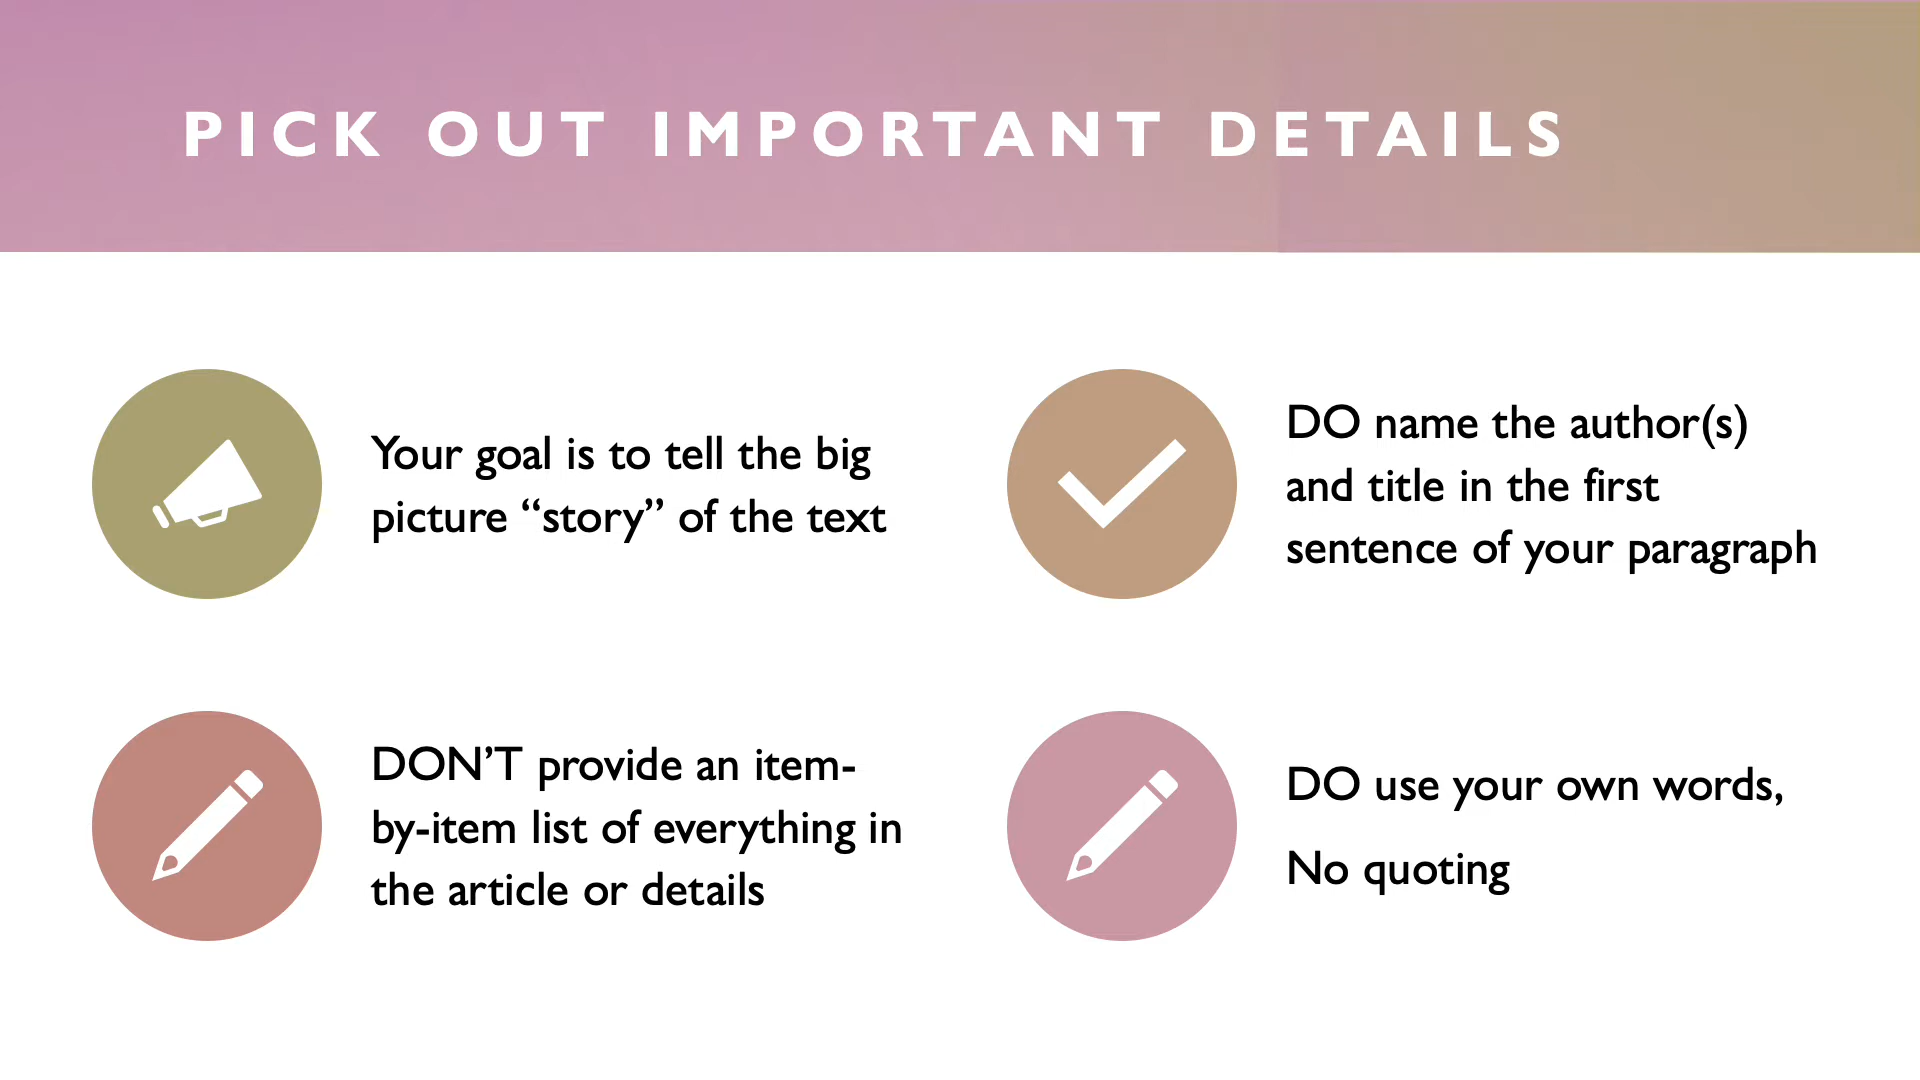 PICK OUT IMPORTANT DETAILS
Your goal is to tell the big
picture “story” of the text
DO name the author(s)
and title in the first
sentence of your paragraph
DON’T provide an item-
by-item list of everything in
the article or details
DO use your own words,
No quoting